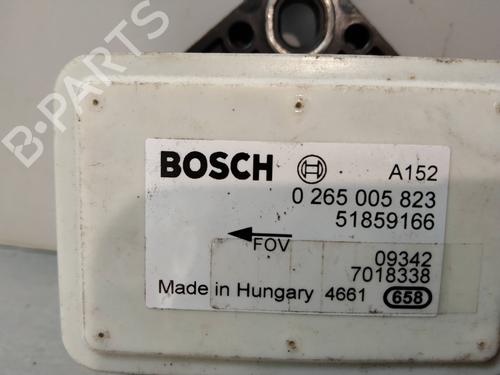 B-PARTS
BOSCH
A152
0 265 005 823
51859166
FOV
09342
7018338
Made in Hungary 4661 658